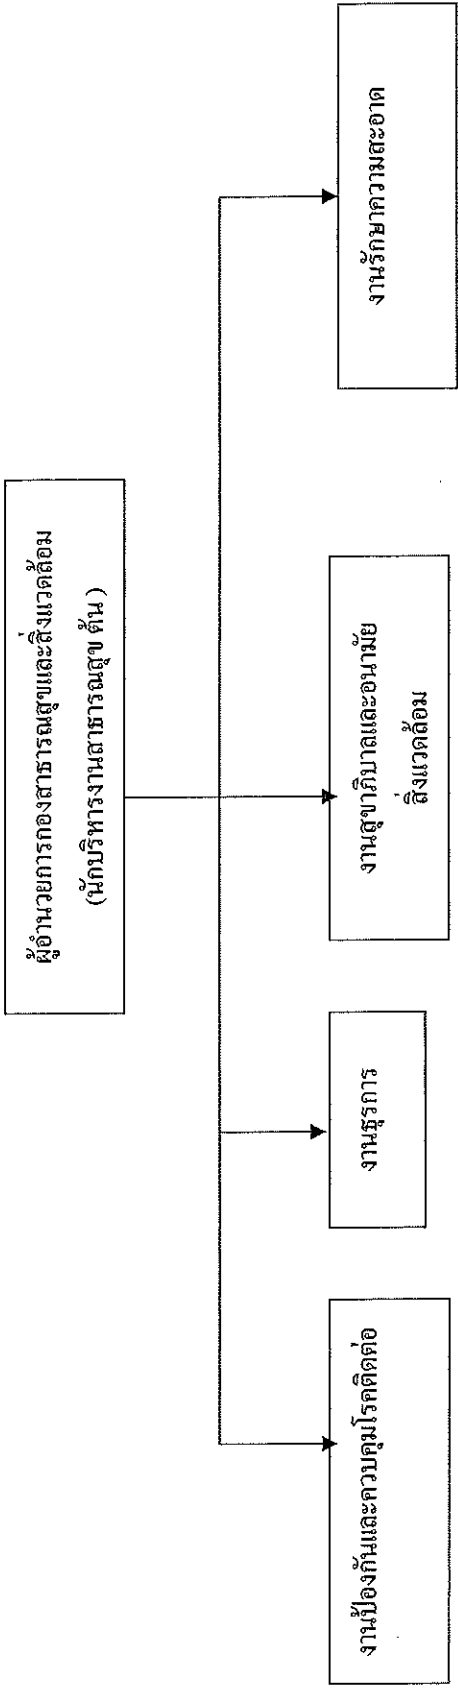 ผู้อำนวยการกองสาธารณสุขและสิ่งแวดล้อม
(นักบริหารงานสาธารณสุข ต้น )
งานป้องกันและควบคุมโรคติดต่อ
งานธุรการ
งานสุขาภิบาลและอนามัย
สิ่งแวดล้อม
งานรักษาความสะอาด